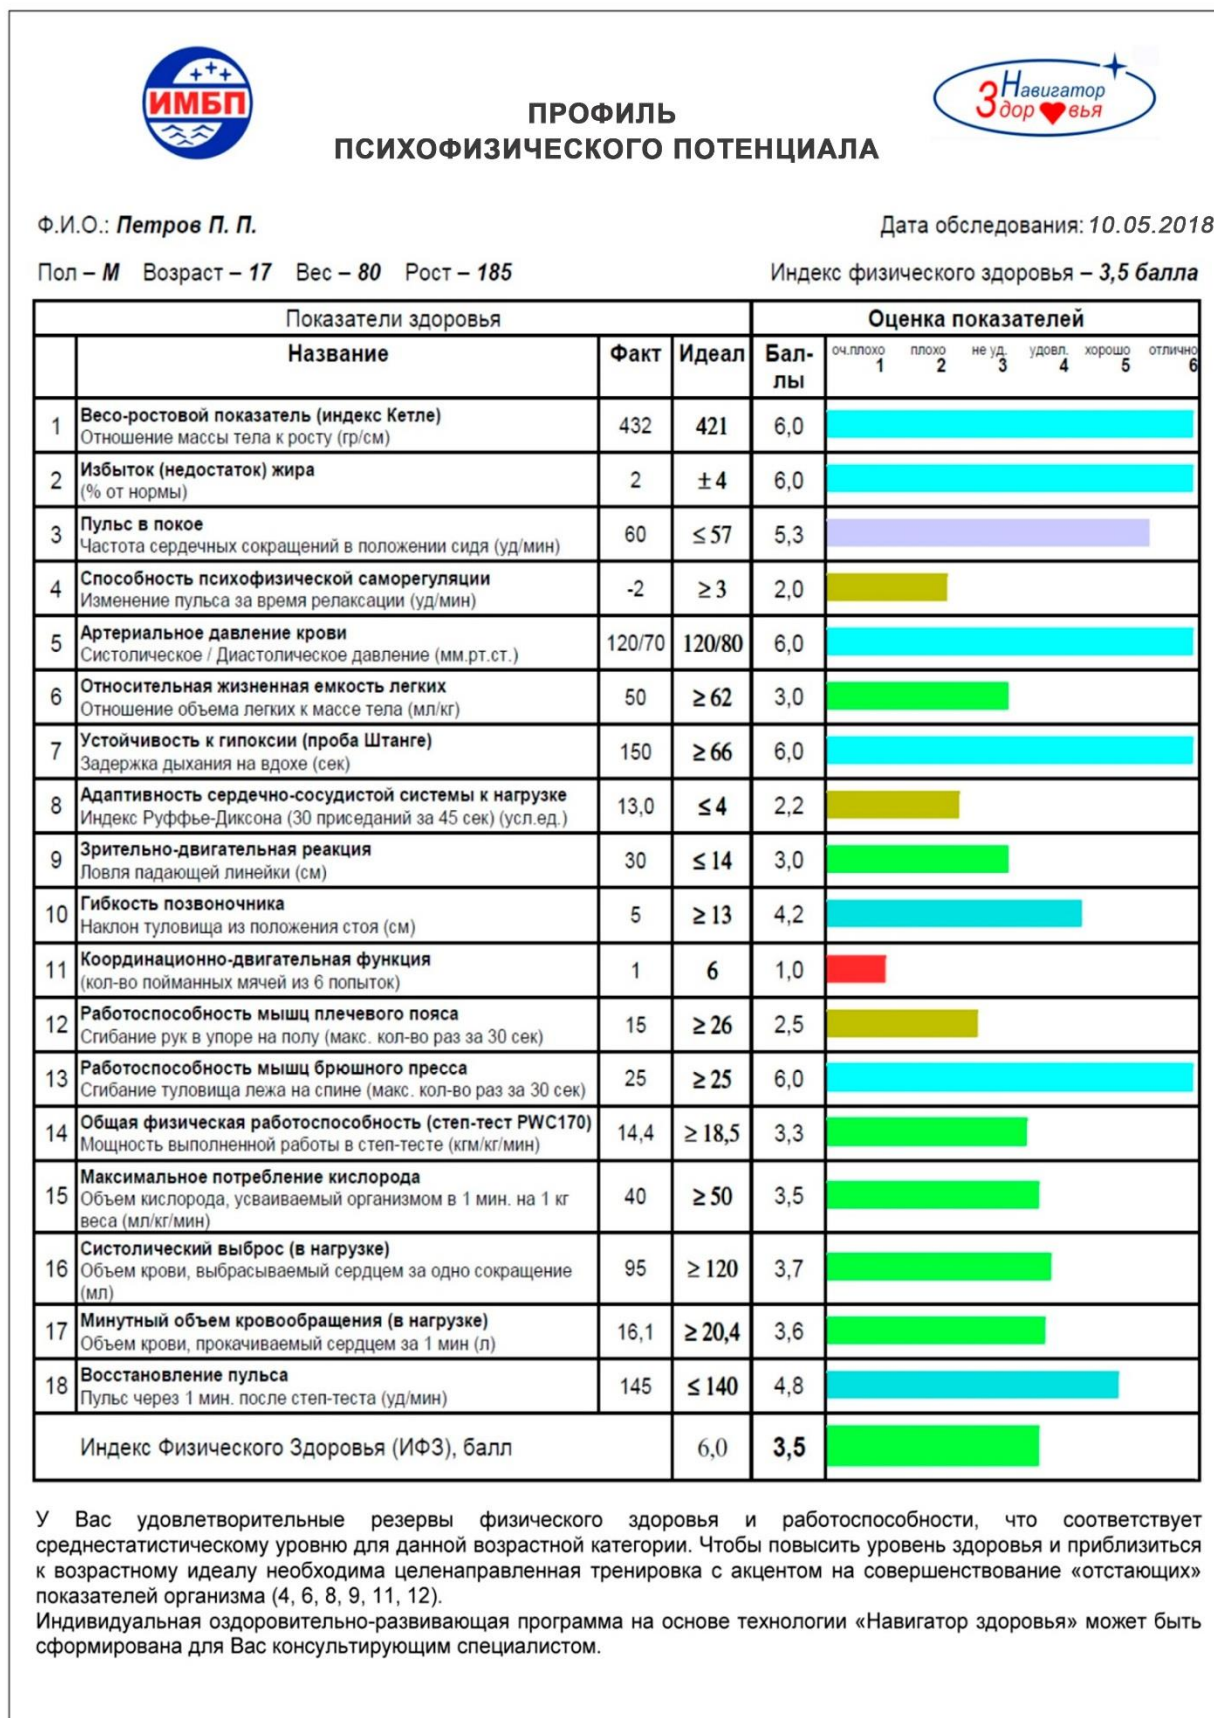 ИМБП
Навигатор
Здоровья
ПРОФИЛЬ
ПСИХОФИЗИЧЕСКОГО ПОТЕНЦИАЛА
Ф.И.О.: Петров П. П. Дата обследования: 10.05.2018
Пол – М Возраст – 17 Вес – 80 Рост – 185 Индекс физического здоровья – 3,5 балла
Показатели здоровья Оценка показателей
Название Факт Идеал Бал-лы оч.плохо 1 плохо 2 не уд. 3 удовл. 4 хорошо 5 отлично 6
1 Весо-ростовой показатель (индекс Кетле) 432 421 6,0
Отношение массы тела к росту (гр/см)
2 Избыток (недостаток) жира 2 ± 4 6,0
(% от нормы)
3 Пульс в покое 60 ≤ 57 5,3
Частота сердечных сокращений в положении сидя (уд/мин)
4 Способность психофизической саморегуляции -2 ≥ 3 2,0
Изменение пульса за время релаксации (уд/мин)
5 Артериальное давление крови 120/70 120/80 6,0
Систолическое / Диастолическое давление (мм.рт.ст.)
6 Относительная жизненная емкость легких 50 ≥ 62 3,0
Отношение объема легких к массе тела (мл/кг)
7 Устойчивость к гипоксии (проба Штанге) 150 ≥ 66 6,0
Задержка дыхания на вдохе (сек)
8 Адаптивность сердечно-сосудистой системы к нагрузке 13,0 ≤ 4 2,2
Индекс Руффье-Диксона (30 приседаний за 45 сек) (усл.ед.)
9 Зрительно-двигательная реакция 30 ≤ 14 3,0
Ловля падающей линейки (см)
10 Гибкость позвоночника 5 ≥ 13 4,2
Наклон туловища из положения стоя (см)
11 Координационно-двигательная функция 1 6 1,0
(кол-во пойманных мячей из 6 попыток)
12 Работоспособность мышц плечевого пояса 15 ≥ 26 2,5
Сгибание рук в упоре на полу (макс. кол-во раз за 30 сек)
13 Работоспособность мышц брюшного пресса 25 ≥ 25 6,0
Сгибание туловища лежа на спине (макс. кол-во раз за 30 сек)
14 Общая физическая работоспособность (степ-тест PWC170) 14,4 ≥ 18,5 3,3
Мощность выполненной работы в степ-тесте (кгм/кг/мин)
15 Максимальное потребление кислорода 40 ≥ 50 3,5
Объем кислорода, усваиваемый организмом в 1 мин. на 1 кг
веса (мл/кг/мин)
16 Систолический выброс (в нагрузке) 95 ≥ 120 3,7
Объем крови, выбрасываемый сердцем за одно сокращение
(мл)
17 Минутный объем кровообращения (в нагрузке) 16,1 ≥ 20,4 3,6
Объем крови, прокачиваемый сердцем за 1 мин (л)
18 Восстановление пульса 145 ≤ 140 4,8
Пульс через 1 мин. после степ-теста (уд/мин)
Индекс Физического Здоровья (ИФЗ), балл 6,0 3,5
У Вас удовлетворительные резервы физического здоровья и работоспособности, что соответствует
среднестатистическому уровню для данной возрастной категории. Чтобы повысить уровень здоровья и приблизиться
к возрастному идеалу необходима целенаправленная тренировка с акцентом на совершенствование «отстающих»
показателей организма (4, 6, 8, 9, 11, 12).
Индивидуальная оздоровительно-развивающая программа на основе технологии «Навигатор здоровья» может быть
сформирована для Вас консультирующим специалистом.